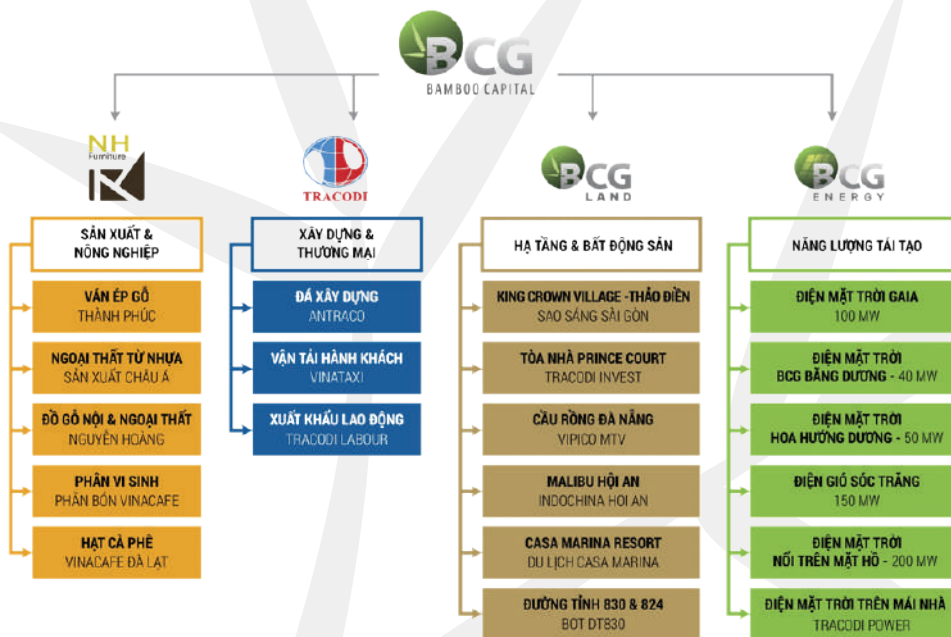 BCG
BAMBOO CAPITAL
NH
Furniture
SẢN XUẤT &
NÔNG NGHIỆP
VÁN ÉP GỖ
THÀNH PHÚC
NGOẠI THẤT TỪ NHỰA
SẢN XUẤT CHÂU Á
ĐỒ GỖ NỘI & NGOẠI THẤT
NGUYỄN HOÀNG
PHÂN VI SINH
PHÂN BÓN VINACAFE
HẠT CÀ PHÊ
VINACAFE ĐÀ LẠT
TRACODI
XÂY DỰNG &
THƯƠNG MẠI
ĐÁ XÂY DỰNG
ANTRACO
VẬN TẢI HÀNH KHÁCH
VINATAXI
XUẤT KHẨU LAO ĐỘNG
TRACODI LABOUR
BCG
LAND
HẠ TẦNG & BẤT ĐỘNG SẢN
KING CROWN VILLAGE -THẢO ĐIỀN
SAO SÁNG SÀI GÒN
TÒA NHÀ PRINCE COURT
TRACODI INVEST
CẦU RỒNG ĐÀ NẴNG
VIPICO MTV
MALIBU HỘI AN
INDOCHINA HOI AN
CASA MARINA RESORT
DU LỊCH CASA MARINA
ĐƯỜNG TỈNH 830 & 824
BOT DT830
BCG
ENERGY
NĂNG LƯỢNG TÁI TẠO
ĐIỆN MẶT TRỜI GAIA
100 MW
ĐIỆN MẶT TRỜI
BCG BĂNG DƯƠNG - 40 MW
ĐIỆN MẶT TRỜI
HOA HƯỚNG DƯƠNG - 50 MW
ĐIỆN GIÓ SÓC TRĂNG
150 MW
ĐIỆN MẶT TRỜI
NỔI TRÊN MẶT HỒ - 200 MW
ĐIỆN MẶT TRỜI TRÊN MÁI NHÀ
TRACODI POWER